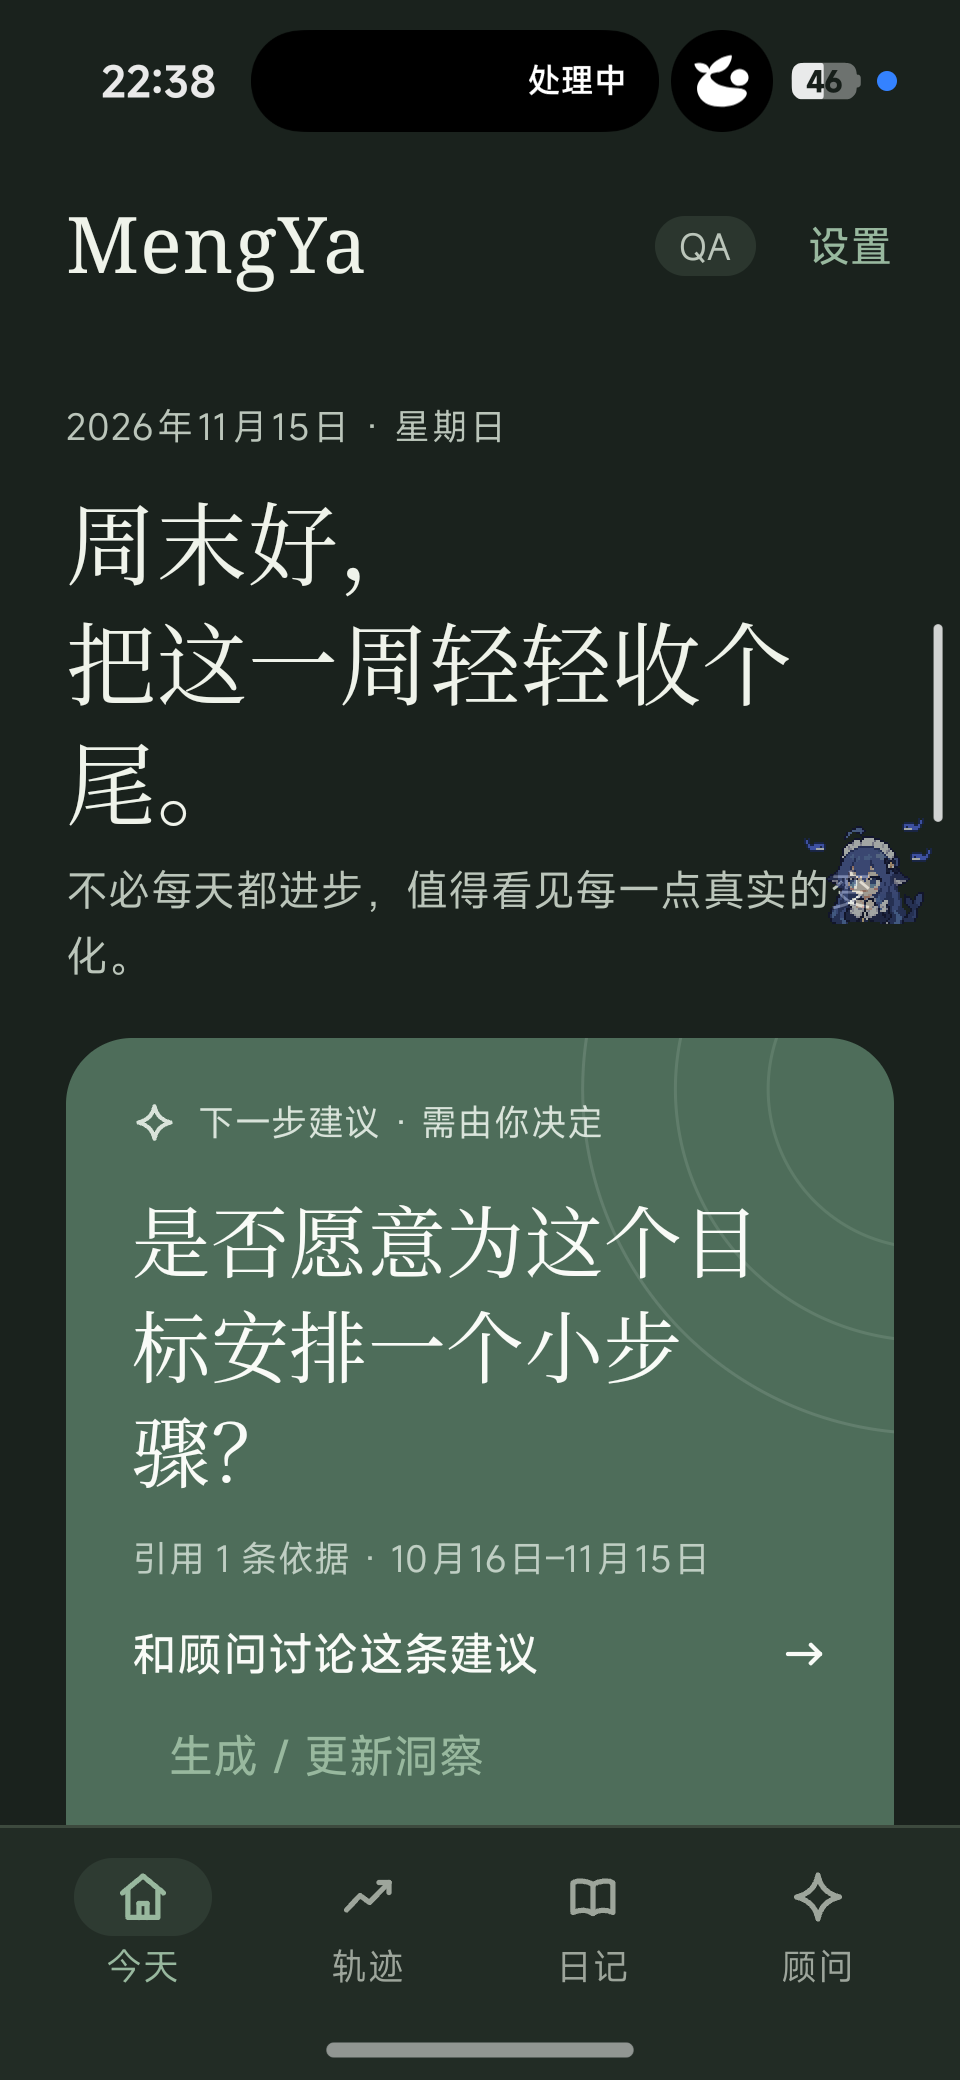 22:38
处理中
46
MengYa
QA
设置
2026年11月15日 · 星期日
周末好，
把这一周轻轻收个
尾。
不必每天都进步，值得看见每一点真实的
化。
下一步建议 · 需由你决定
是否愿意为这个日
标安排一个小步
骤？
引用 1 条依据 · 10月16日–11月15日
和顾问讨论这条建议
生成 / 更新洞察
今天
轨迹
日记
顾问